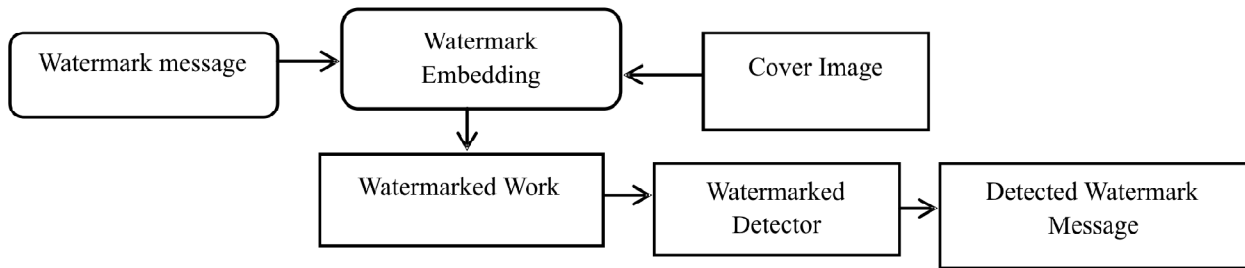 Watermark message
Watermark
Embedding
Cover Image
Watermarked Work
Watermarked
Detector
Detected Watermark
Message